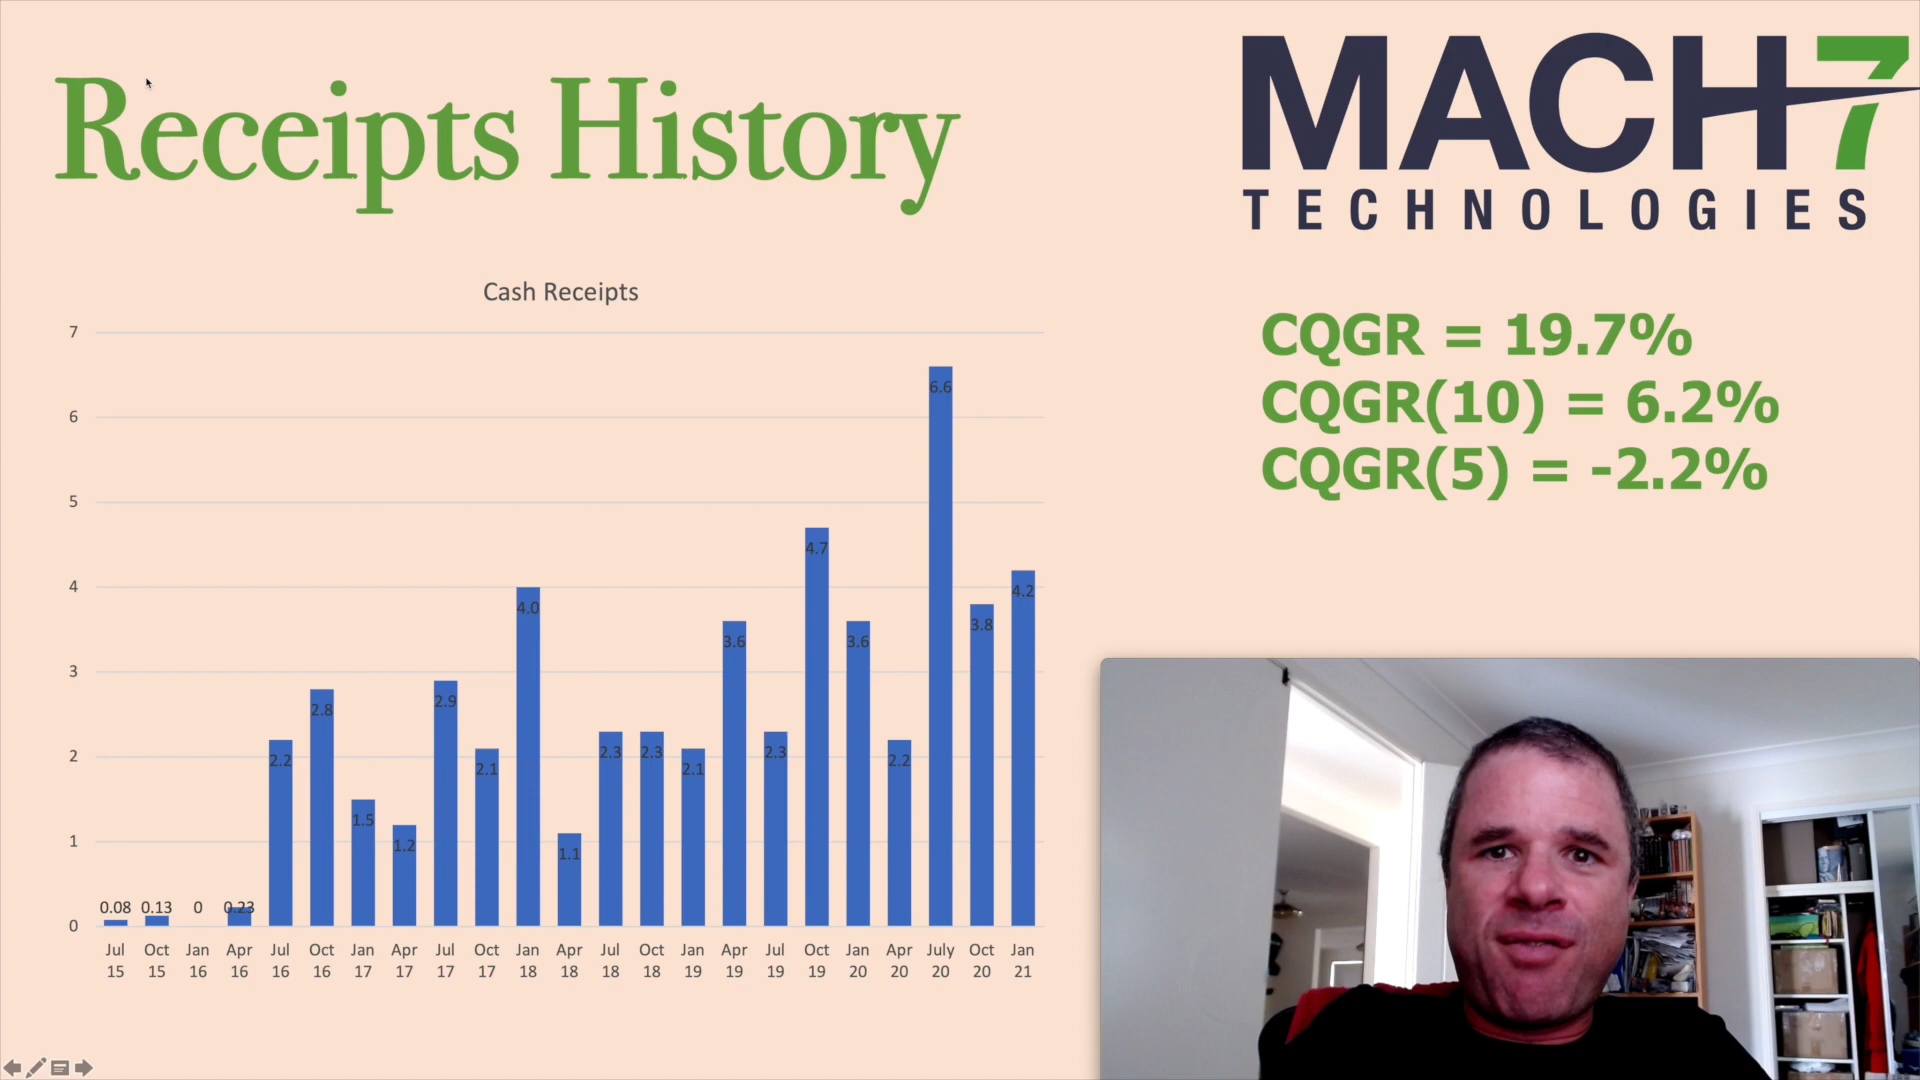 Receipts History
MACH7
TECHNOLOGIES
Cash Receipts
CQGR = 19.7%
CQGR(10) = 6.2%
CQGR(5) = -2.2%
7
6
5
4
3
2
1
0
0.08 0.13 0 0.23 2.2 2.8 1.5 1.2 2.9 2.1 4.0 1.1 2.3 2.3 2.1 3.6 2.3 4.7 3.6 2.2 6.6 3.8 4.2
Jul Oct Jan Apr Jul Oct Jan Apr Jul Oct Jan Apr Jul Oct Jan Apr Jul Oct Jan Apr July Oct Jan
15 15 16 16 16 16 17 17 17 17 18 18 18 18 19 19 19 19 20 20 20 20 21